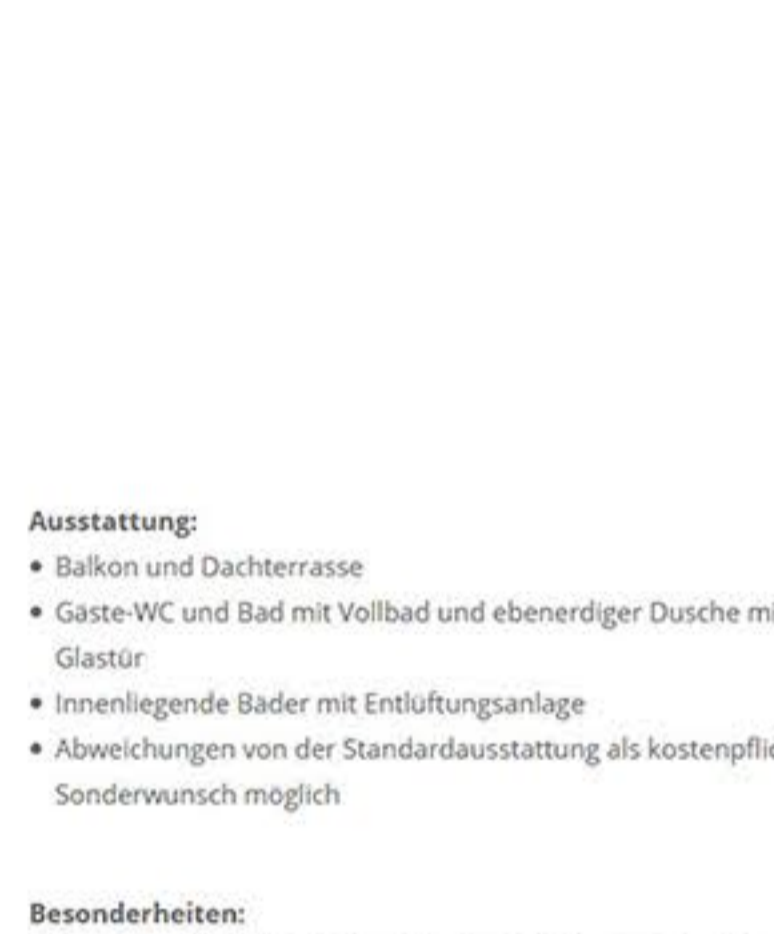 Ausstattung:
• Balkon und Dachterrasse
• Gäste-WC und Bad mit Vollbad und ebenerdiger Dusche mi
Glastür
• Innenliegende Bäder mit Entlüftungsanlage
• Abweichungen von der Standardausstattung als kostenpflic
Sonderwunsch möglich
Besonderheiten: